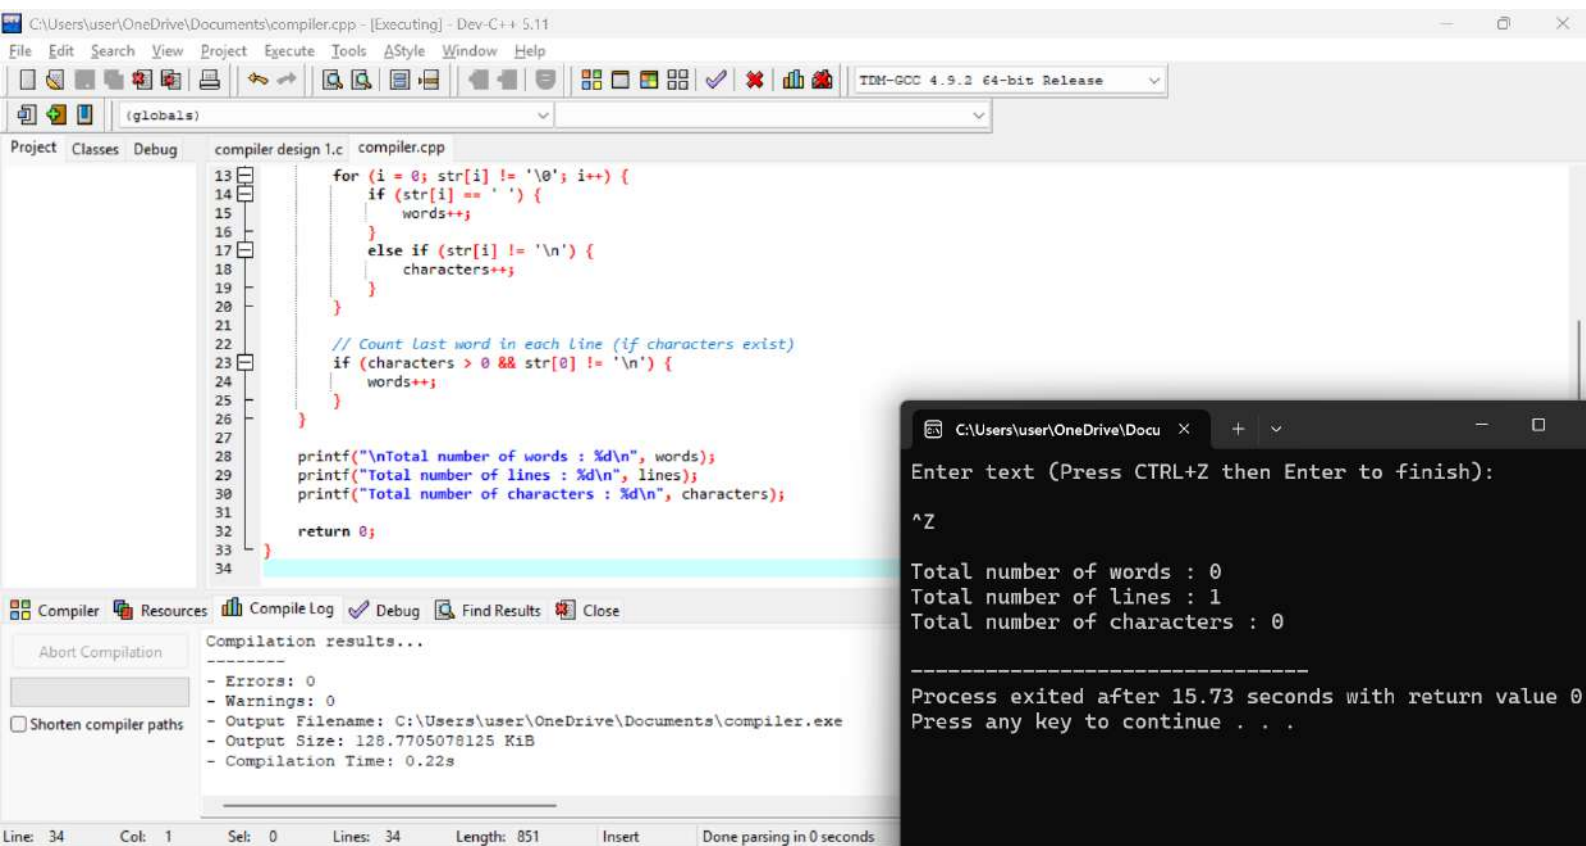 C:\Users\user\OneDrive\Documents\compiler.cpp - [Executing] - Dev-C++ 5.11
File Edit Search View Project Execute Tools AStyle Window Help
TDM-GCC 4.9.2 64-bit Release
(globals)
Project Classes Debug
compiler design 1.c compiler.cpp
13 for (i = 0; str[i] != '\0'; i++) {
14 if (str[i] == ' ') {
15 words++;
16 }
17 else if (str[i] != '\n') {
18 characters++;
19 }
20 }
21
22 // Count last word in each line (if characters exist)
23 if (characters > 0 && str[0] != '\n') {
24 words++;
25 }
26 }
27
28 printf("\nTotal number of words : %d\n", words);
29 printf("Total number of lines : %d\n", lines);
30 printf("Total number of characters : %d\n", characters);
31
32 return 0;
33 }
34
Compiler Resources Compile Log Debug Find Results Close
Abort Compilation
Shorten compiler paths
Compilation results...
--------
- Errors: 0
- Warnings: 0
- Output Filename: C:\Users\user\OneDrive\Documents\compiler.exe
- Output Size: 128.7705078125 KiB
- Compilation Time: 0.22s
Line: 34 Col: 1 Sel: 0 Lines: 34 Length: 851 Insert Done parsing in 0 seconds
C:\Users\user\OneDrive\Docu
Enter text (Press CTRL+Z then Enter to finish):
^Z
Total number of words : 0
Total number of lines : 1
Total number of characters : 0
--------------------------------
Process exited after 15.73 seconds with return value 0
Press any key to continue . . .